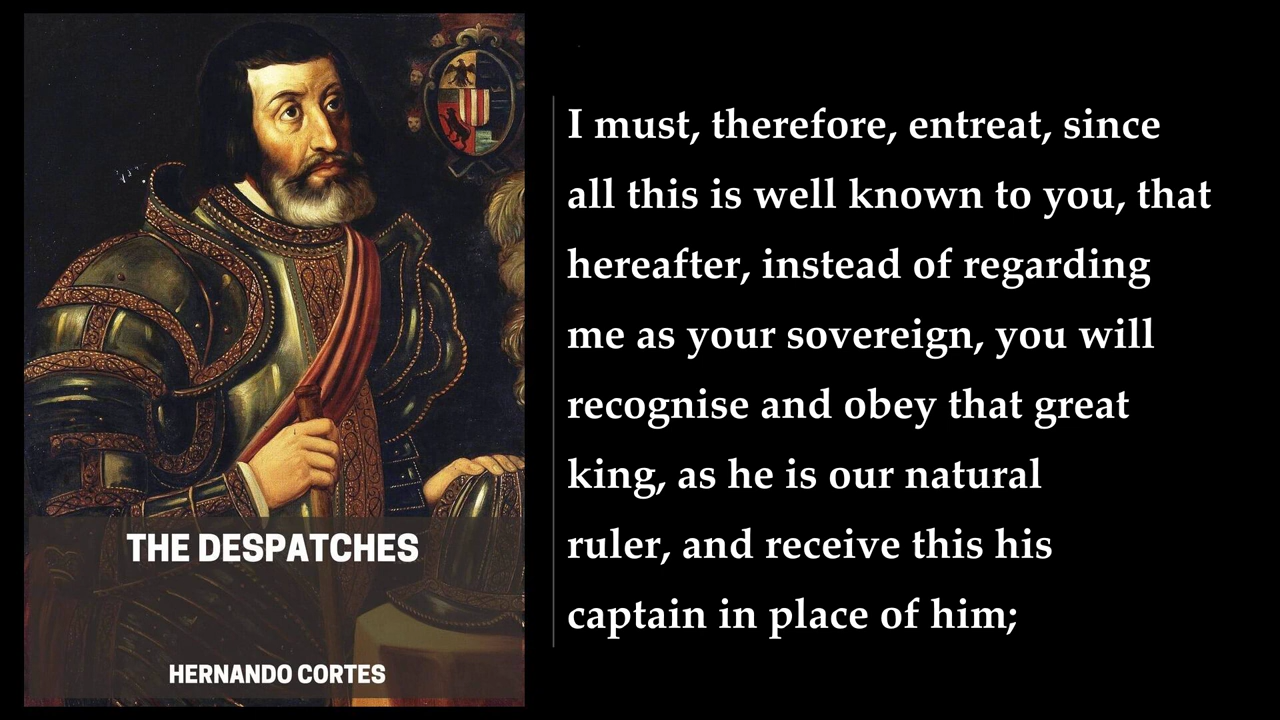 THE DESPATCHES
HERNANDO CORTES
I must, therefore, entreat, since
all this is well known to you, that
hereafter, instead of regarding
me as your sovereign, you will
recognise and obey that great
king, as he is our natural
ruler, and receive this his
captain in place of him;